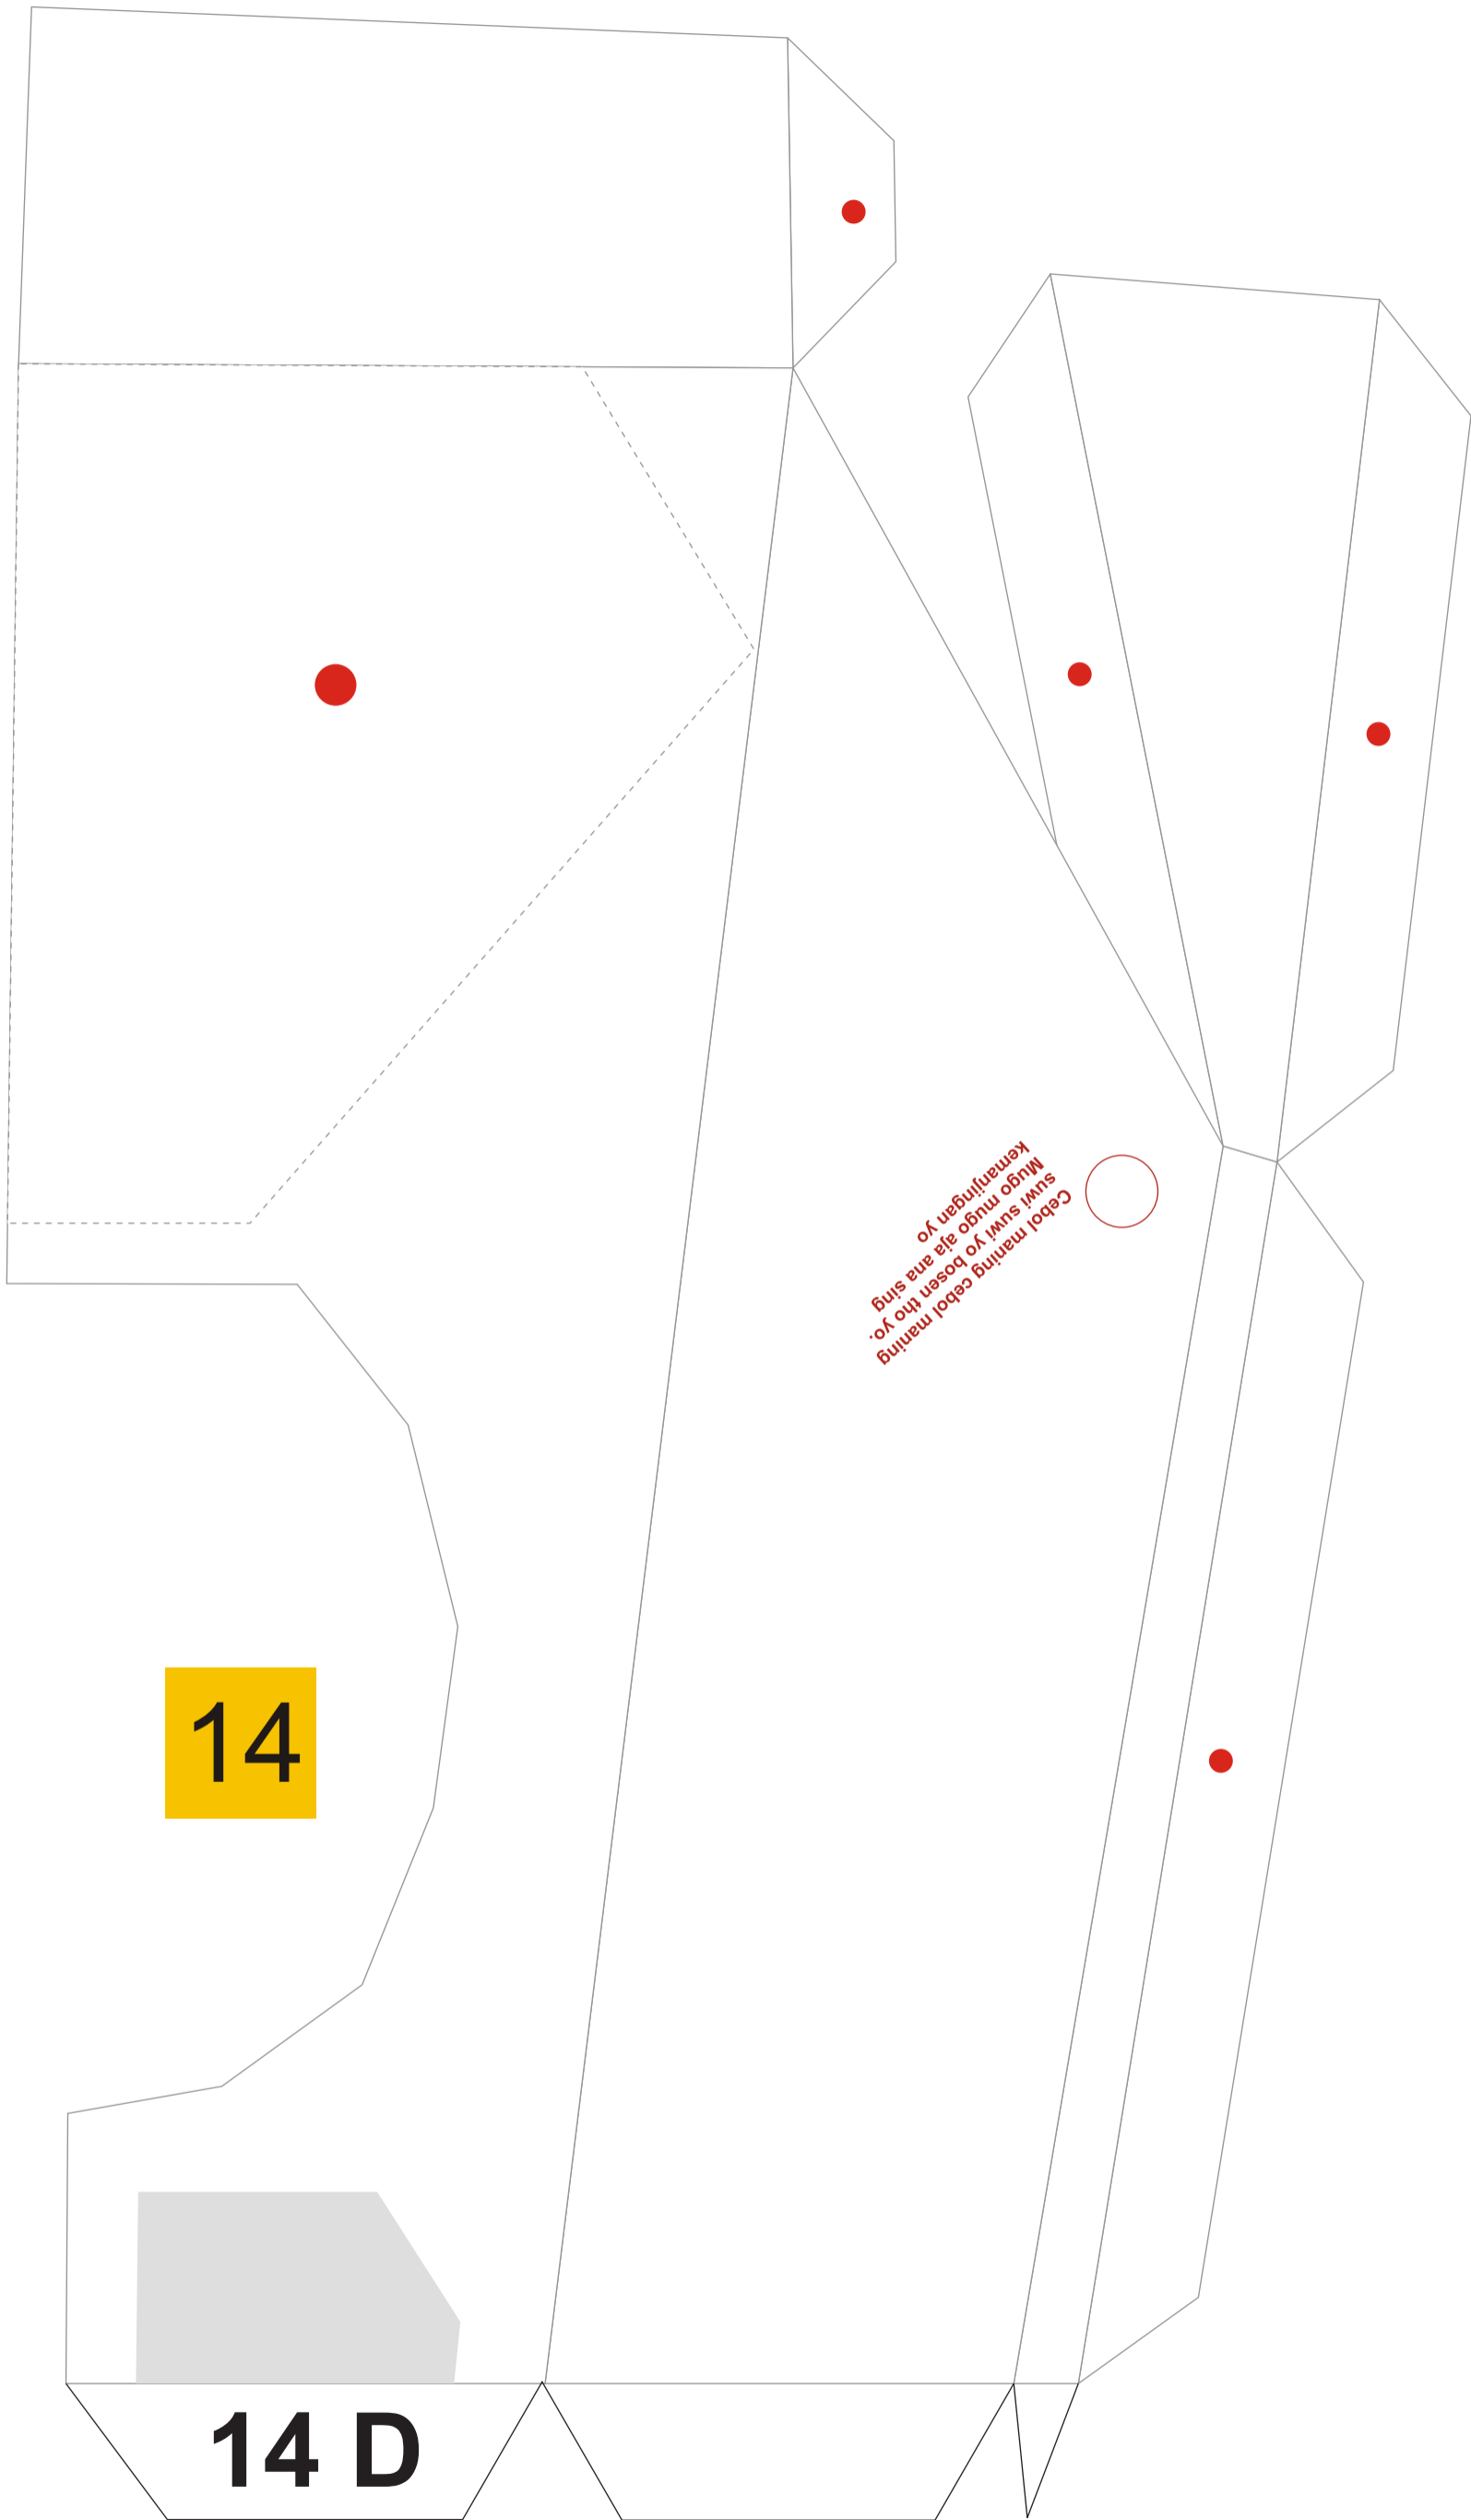 Cebol maning cebol maning
suwi suwi yo bosen tho yo.
Mugo mugo aja ana sing
kemanjingan yo
14
14 D